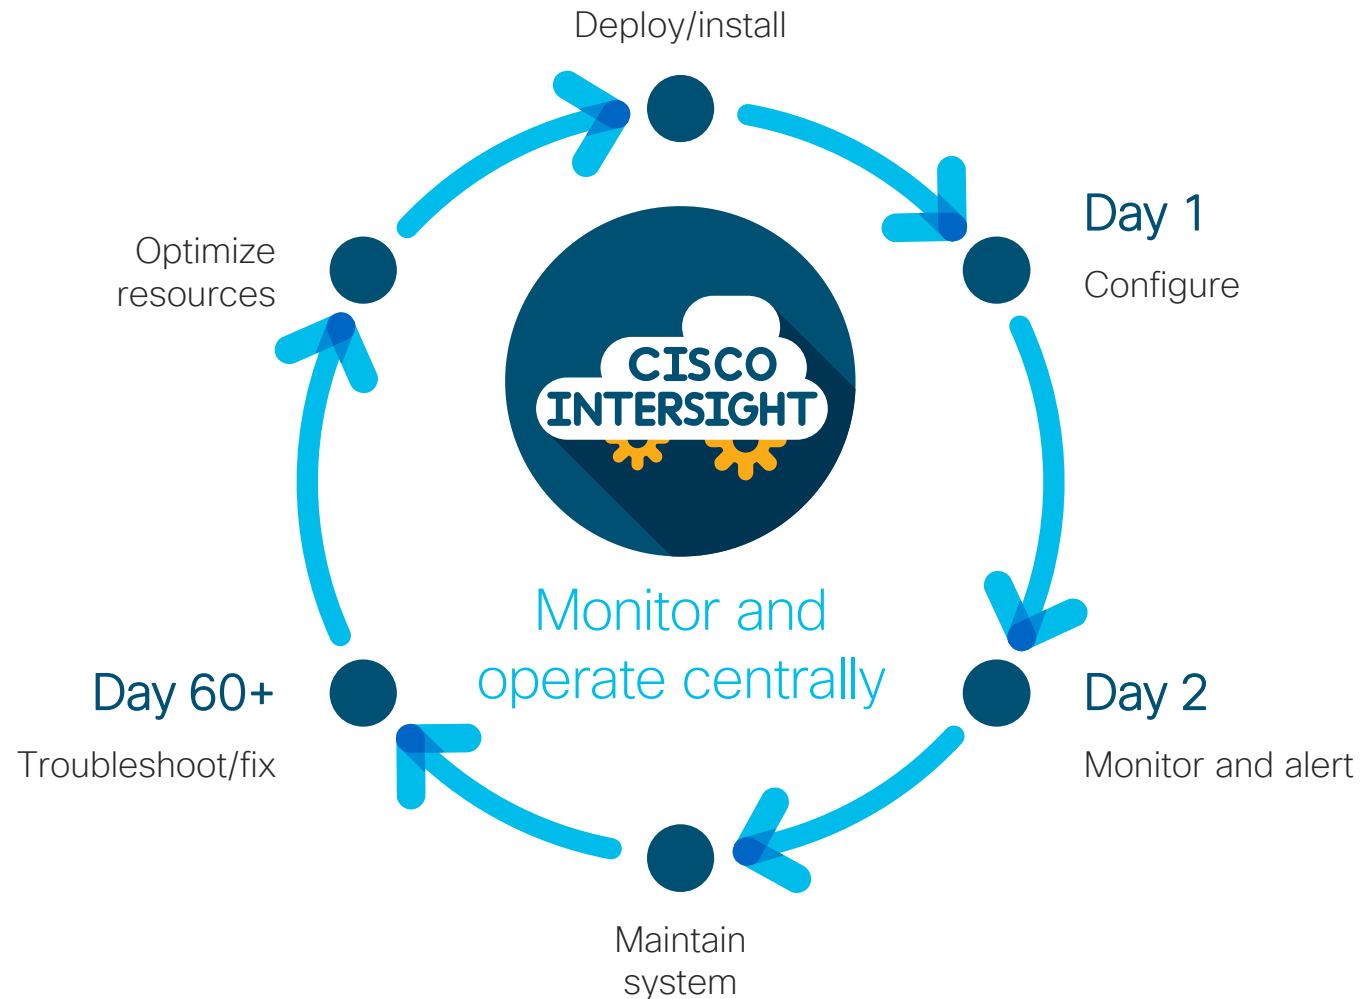 Deploy/install
Day 1
Configure
Optimize
resources
CISCO
INTERSIGHT
Monitor and
operate centrally
Day 2
Monitor and alert
Day 60+
Troubleshoot/fix
Maintain
system